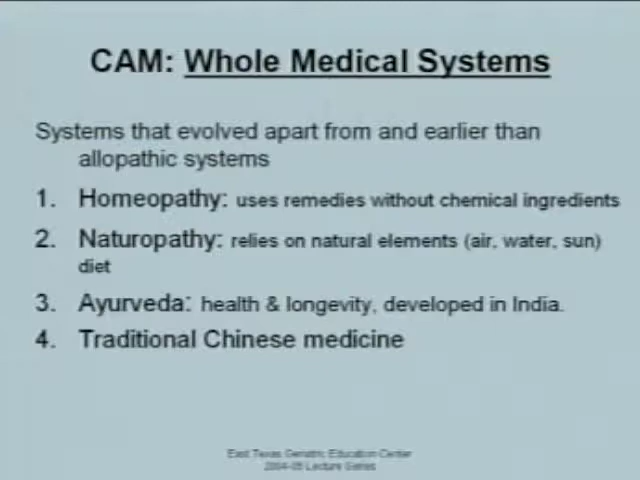 CAM: Whole Medical Systems
Systems that evolved apart from and earlier than
allopathic systems
1. Homeopathy: uses remedies without chemical ingredients
2. Naturopathy: relies on natural elements (air, water, sun)
diet
3. Ayurveda: health & longevity, developed in India.
4. Traditional Chinese medicine
East Texas Geriatric Education Center
2004-05 Lecture Series